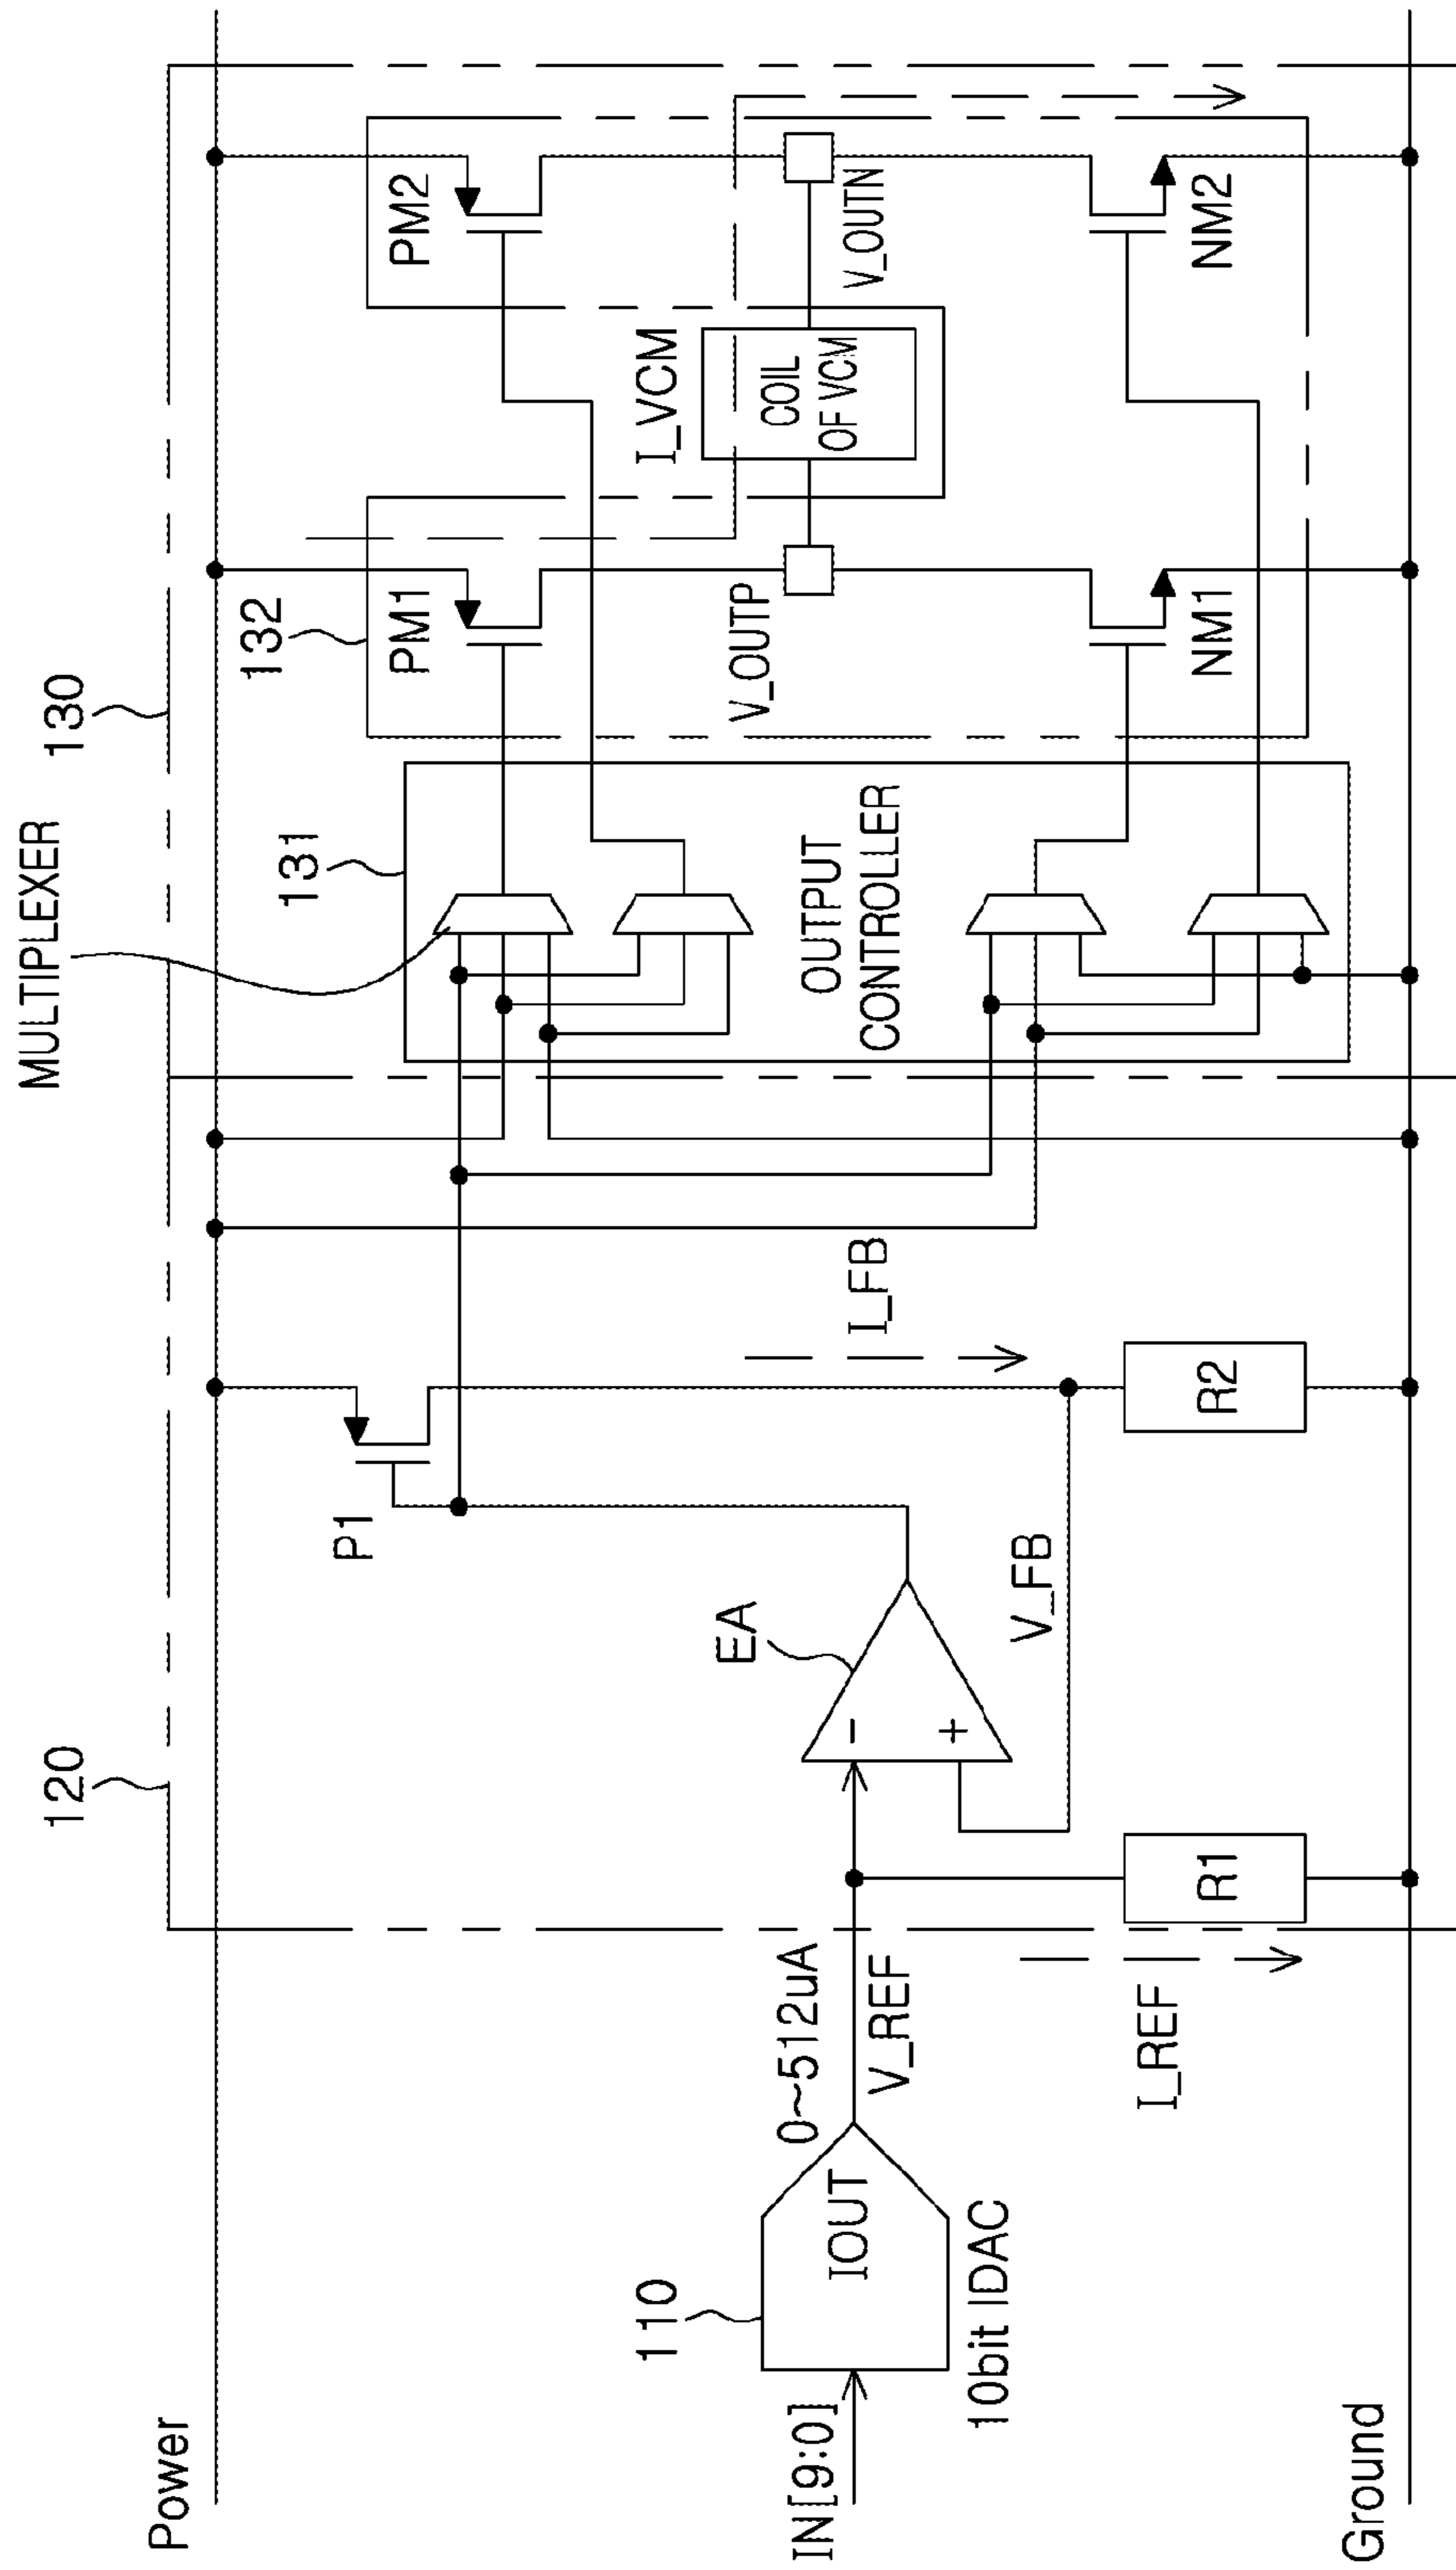 MULTIPLEXER
120
130
Power
P1
131
132
PM1
PM2
110
EA
I_VCM
V_OUTP
COIL
OF VCM
V_OUTN
IN[9:0]
IOUT
0~512uA
V_REF
-
+
I_FB
OUTPUT
CONTROLLER
10bit IDAC
V_FB
I_REF
R1
R2
NM1
NM2
Ground